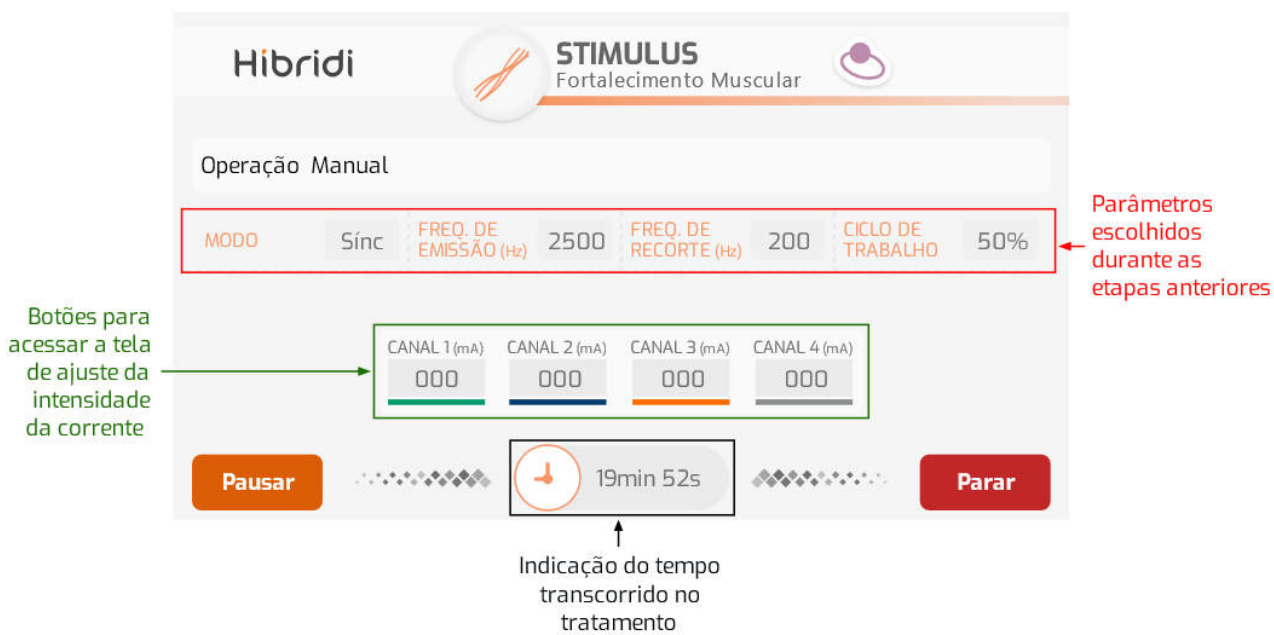 Híbridi
STIMULUS
Fortalecimento Muscular
Operação Manual
MODO
Sínc
FREQ. DE
EMISSÃO (Hz)
2500
FREQ. DE
RECORTE (Hz)
200
CICLO DE
TRABALHO
50%
Parâmetros
escolhidos
durante as
etapas anteriores
Botões para
acessar a tela
de ajuste da
intensidade
da corrente
CANAL 1 (mA)
000
CANAL 2 (mA)
000
CANAL 3 (mA)
000
CANAL 4 (mA)
000
Pausar
19min 52s
Parar
Indicação do tempo
transcorrido no
tratamento